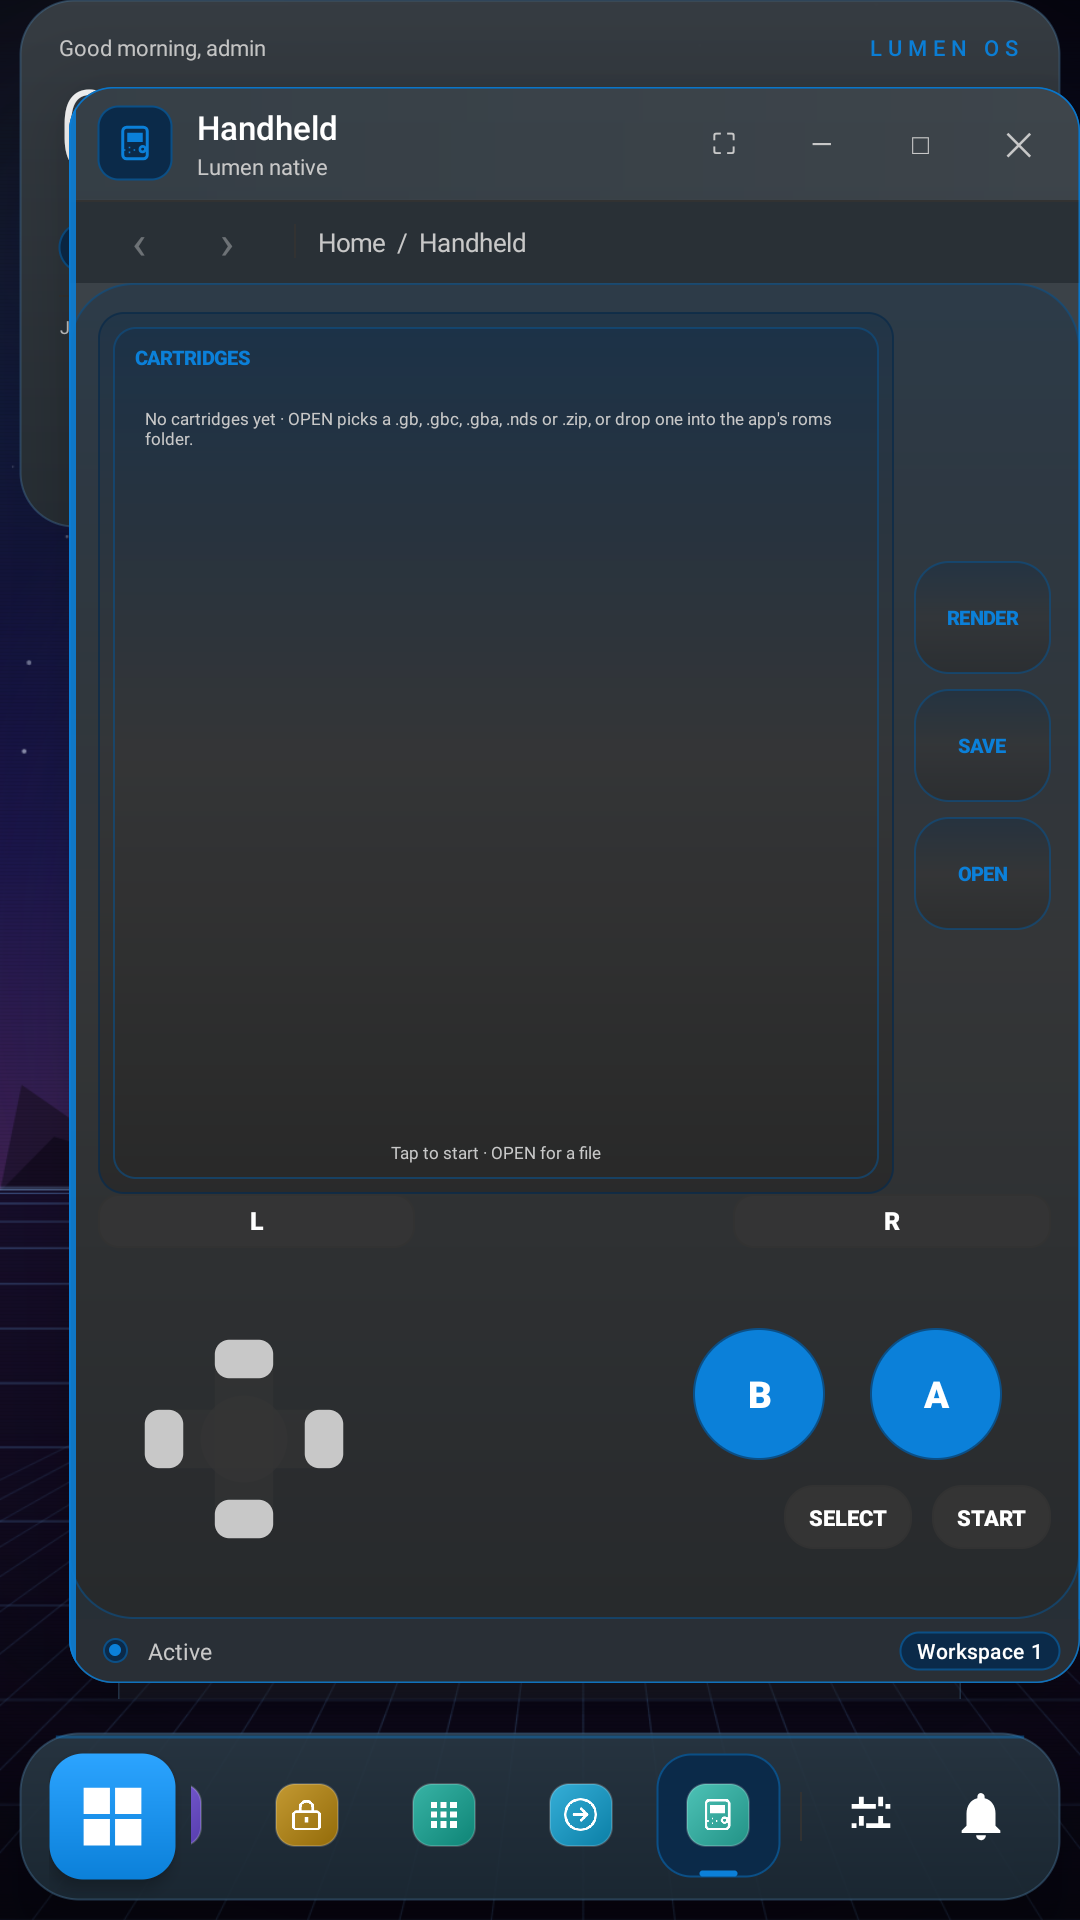 Good morning, admin
LUMEN OS
Handheld
Lumen native
Home / Handheld
CARTRIDGES
No cartridges yet · OPEN picks a .gb, .gbc, .gba, .nds or .zip, or drop one into the app's roms
folder.
RENDER
SAVE
OPEN
Tap to start · OPEN for a file
L
R
B
A
SELECT
START
Active
Workspace 1